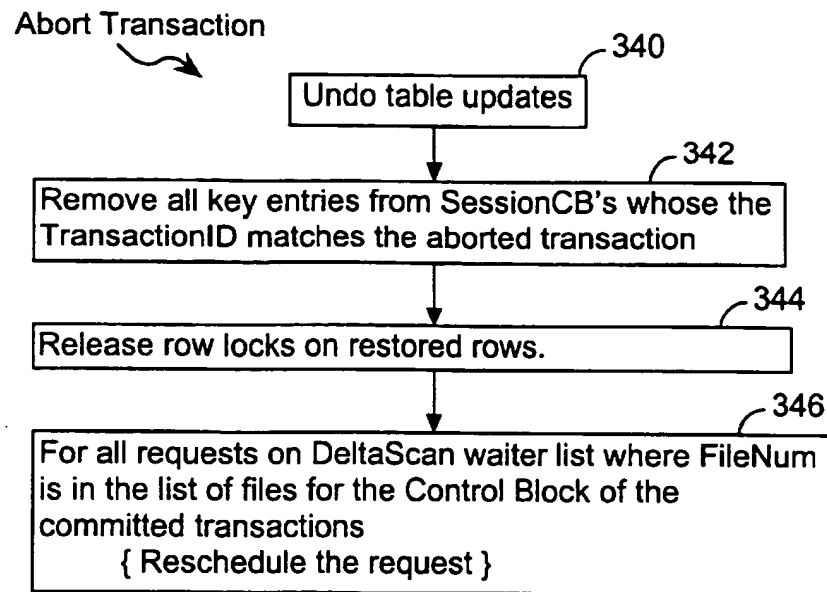 Abort Transaction
340
Undo table updates
342
Remove all key entries from SessionCB's whose the
TransactionID matches the aborted transaction
344
Release row locks on restored rows.
346
For all requests on DeltaScan waiter list where FileNum
is in the list of files for the Control Block of the
committed transactions
{ Reschedule the request }